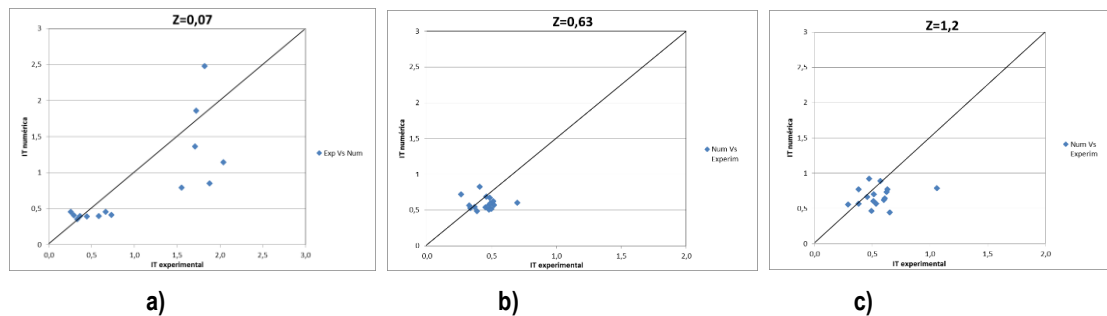 Z=0,07
3
2,5
2
1,5
1
0,5
0
IT numérica
0,0 0,5 1,0 1,5 2,0 2,5 3,0
IT experimental
Exp Vs Num
a)
Z=0,63
3
2,5
2
1,5
1
0,5
0
IT numérica
0,0 0,5 1,0 1,5 2,0
IT experimental
Num Vs
Experim
b)
Z=1,2
3
2,5
2
1,5
1
0,5
0
IT numérica
0,0 0,5 1,0 1,5 2,0
IT experimental
Num Vs
Experim
c)